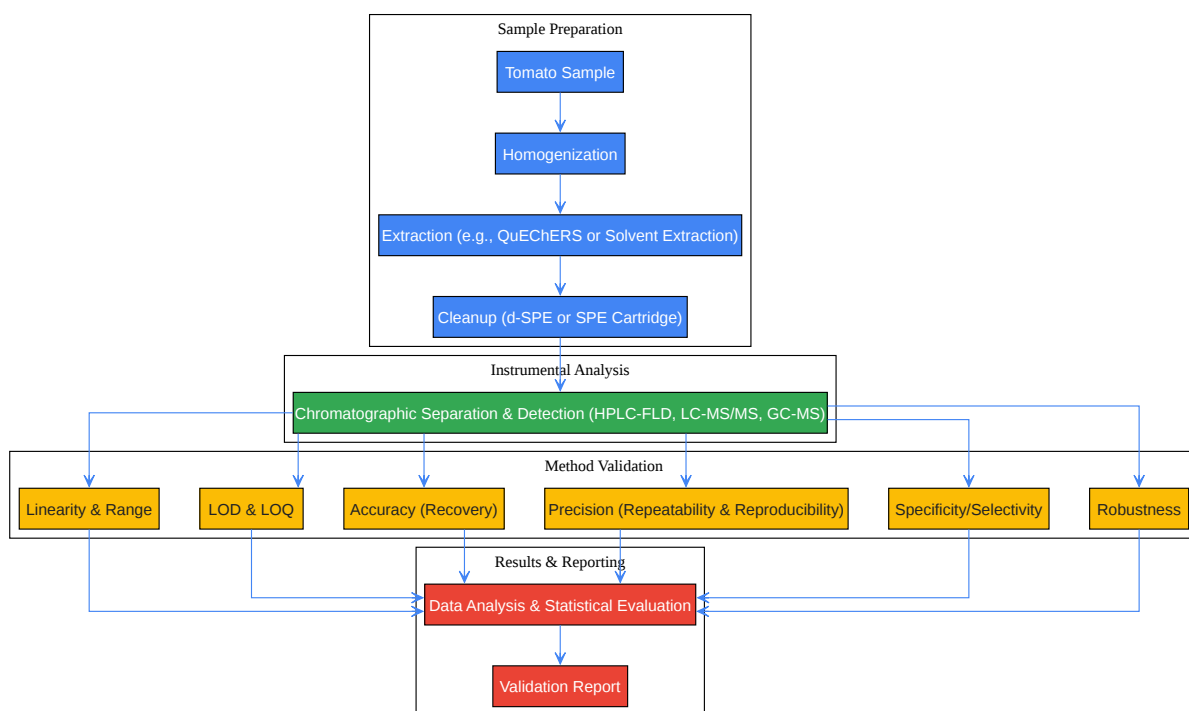 Sample Preparation
Tomato Sample
Homogenization
Extraction (e.g., QuEChERS or Solvent Extraction)
Cleanup (d-SPE or SPE Cartridge)
Instrumental Analysis
Chromatographic Separation & Detection (HPLC-FLD, LC-MS/MS, GC-MS)
Method Validation
Linearity & Range
LOD & LOQ
Accuracy (Recovery)
Precision (Repeatability & Reproducibility)
Specificity/Selectivity
Robustness
Results & Reporting
Data Analysis & Statistical Evaluation
Validation Report